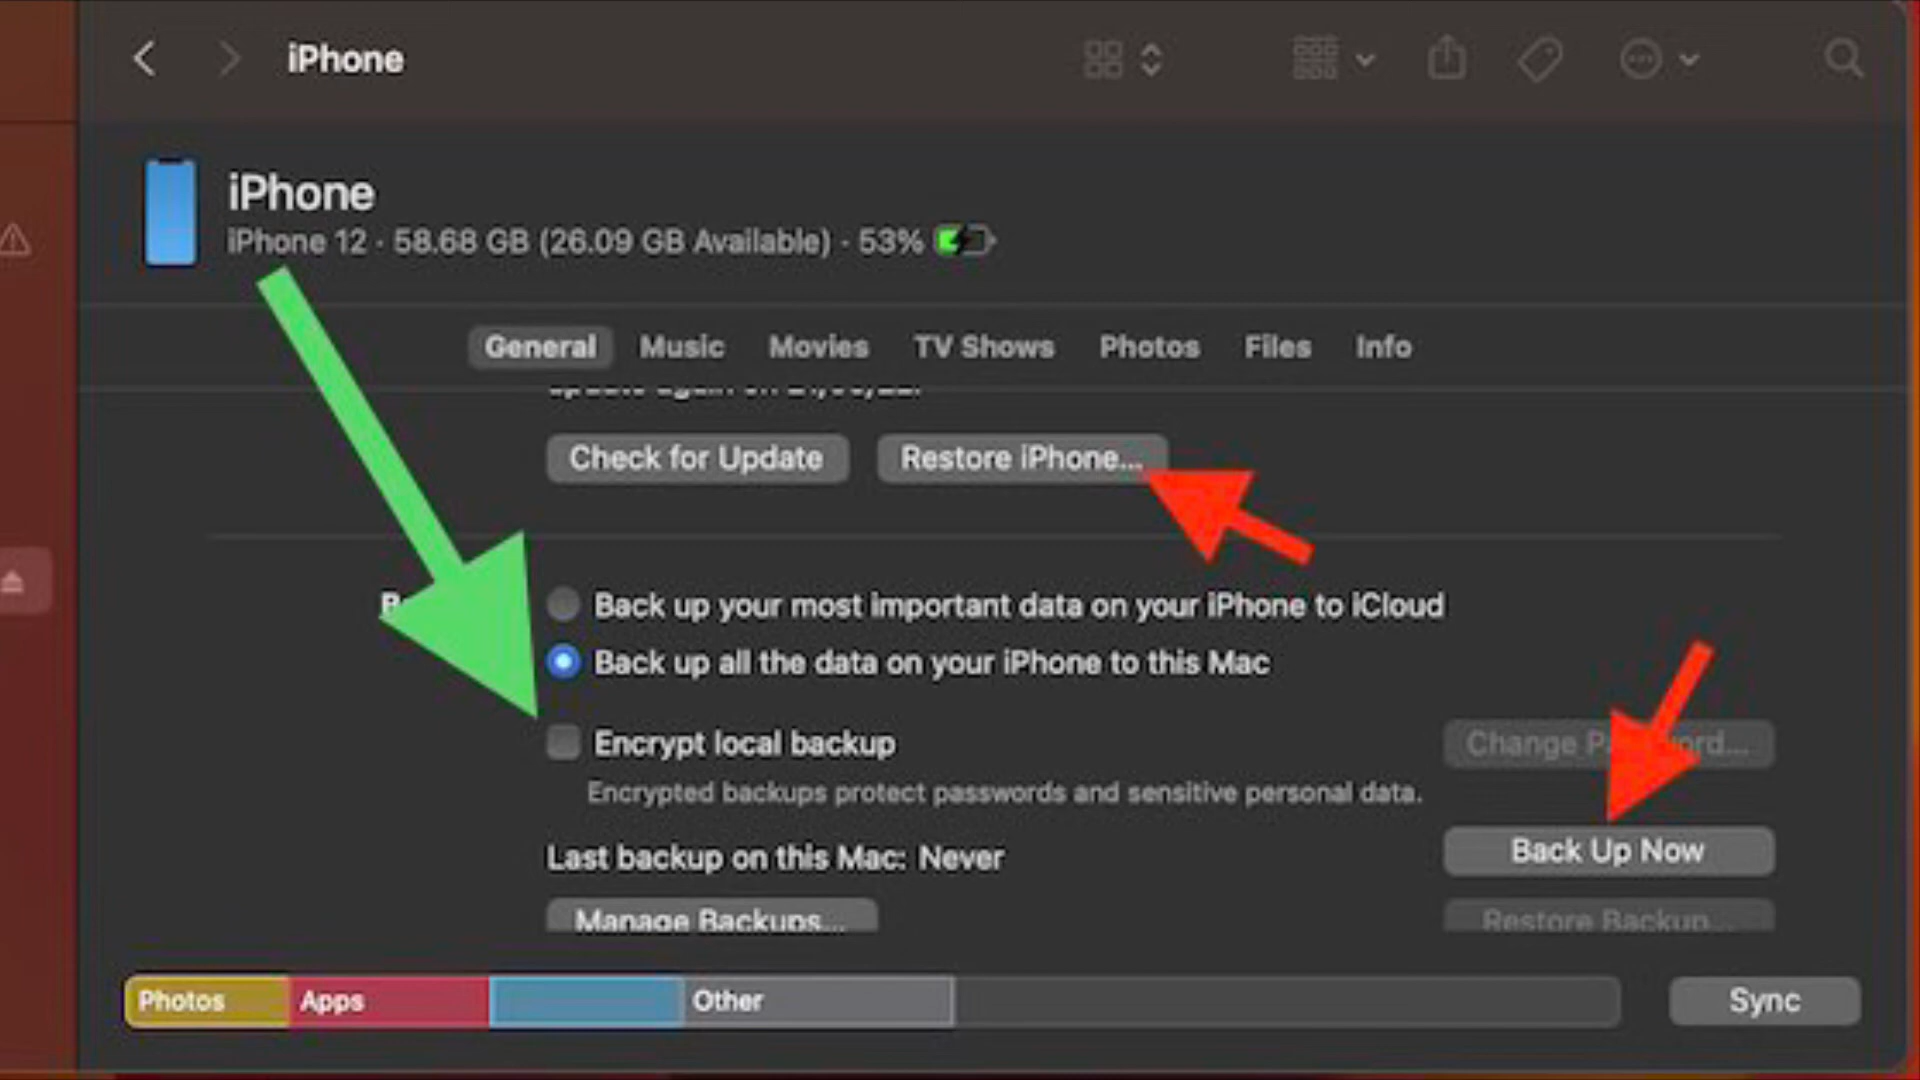 iPhone
iPhone
iPhone 12 · 58.68 GB (26.09 GB Available) · 53%
General Music Movies TV Shows Photos Files Info
Check for Update Restore iPhone...
Back up your most important data on your iPhone to iCloud
Back up all the data on your iPhone to this Mac
Encrypt local backup
Change
Encrypted backups protect passwords and sensitive personal data.
Last backup on this Mac: Never
Back Up Now
Manage Backups... Restore Backup...
Photos Apps Other Sync